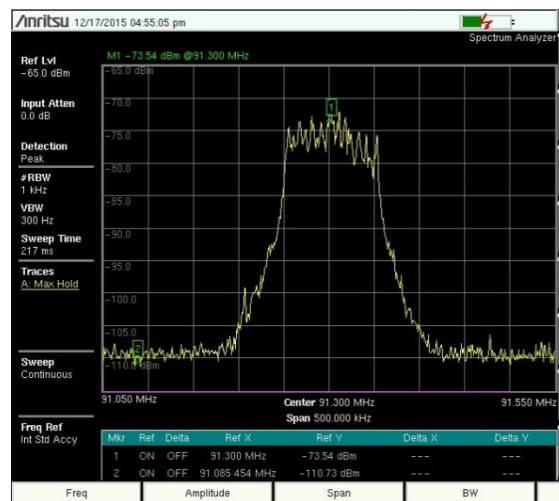 Anritsu 12/17/2015 04:55:05 pm
Spectrum Analyzer
M1 -73.54 dBm @91.300 MHz
Ref Lvl
-65.0 dBm
Input Atten
0.0 dB
Detection
Peak
#RBW
1 kHz
VBW
300 Hz
Sweep Time
217 ms
Traces
A: Max Hold
Sweep
Continuous
Freq Ref
Int Std Accy
-65.0 dBm
-70.0
-75.0
-80.0
-85.0
-90.0
-95.0
-100.0
-105.0
-110.0 dBm
1
2
91.050 MHz
Center 91.300 MHz
91.550 MHz
Span 500.000 kHz
Mkr Ref Delta Ref X Ref Y Delta X Delta Y
1 ON OFF 91.300 MHz -73.54 dBm --- ---
2 ON OFF 91.085 454 MHz -110.73 dBm --- ---
Freq Amplitude Span BW